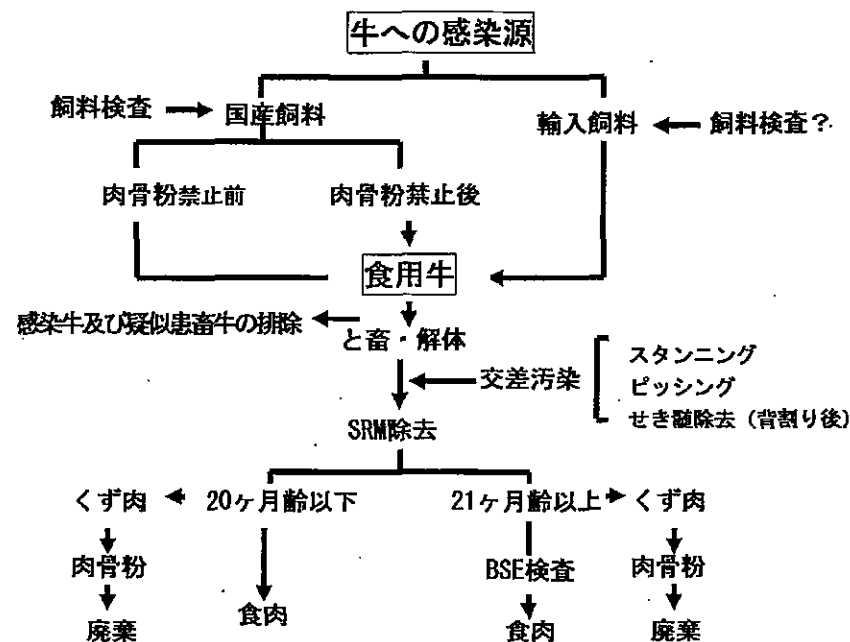 牛への感染源
飼料検査
国産飼料
輸入飼料
飼料検査？
肉骨粉禁止前
肉骨粉禁止後
食用牛
感染牛及び疑似患畜牛の排除
と畜・解体
交差汚染
スタンニング
ピッシング
せき髄除去（背割り後）
SRM除去
くず肉
20ヶ月齢以下
21ヶ月齢以上
くず肉
肉骨粉
BSE検査
肉骨粉
廃棄
食肉
食肉
廃棄